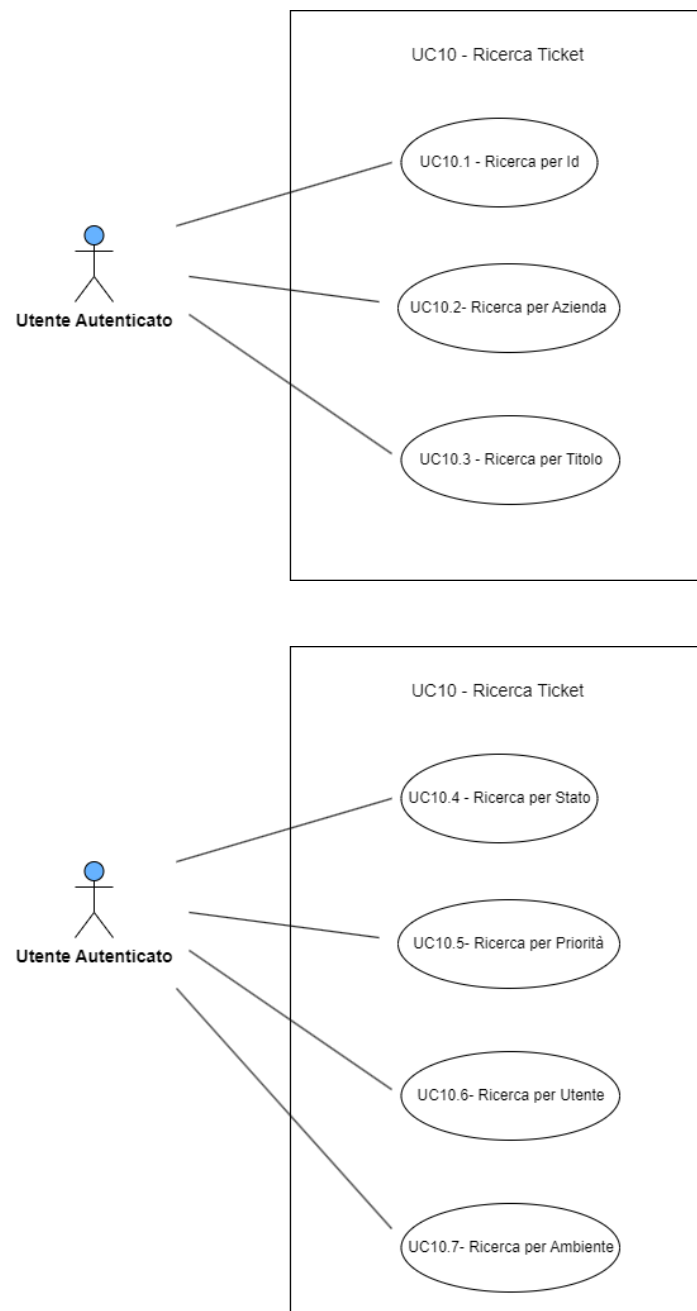 UC10 - Ricerca Ticket
UC10.1 - Ricerca per Id
UC10.2- Ricerca per Azienda
Utente Autenticato
UC10.3 - Ricerca per Titolo
UC10 - Ricerca Ticket
UC10.4 - Ricerca per Stato
UC10.5- Ricerca per Priorità
Utente Autenticato
UC10.6- Ricerca per Utente
UC10.7- Ricerca per Ambiente